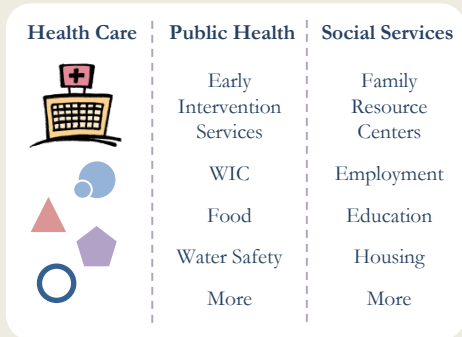 Health Care
Public Health
Social Services
Early
Intervention
Services
WIC
Food
Water Safety
More
Family
Resource
Centers
Employment
Education
Housing
More